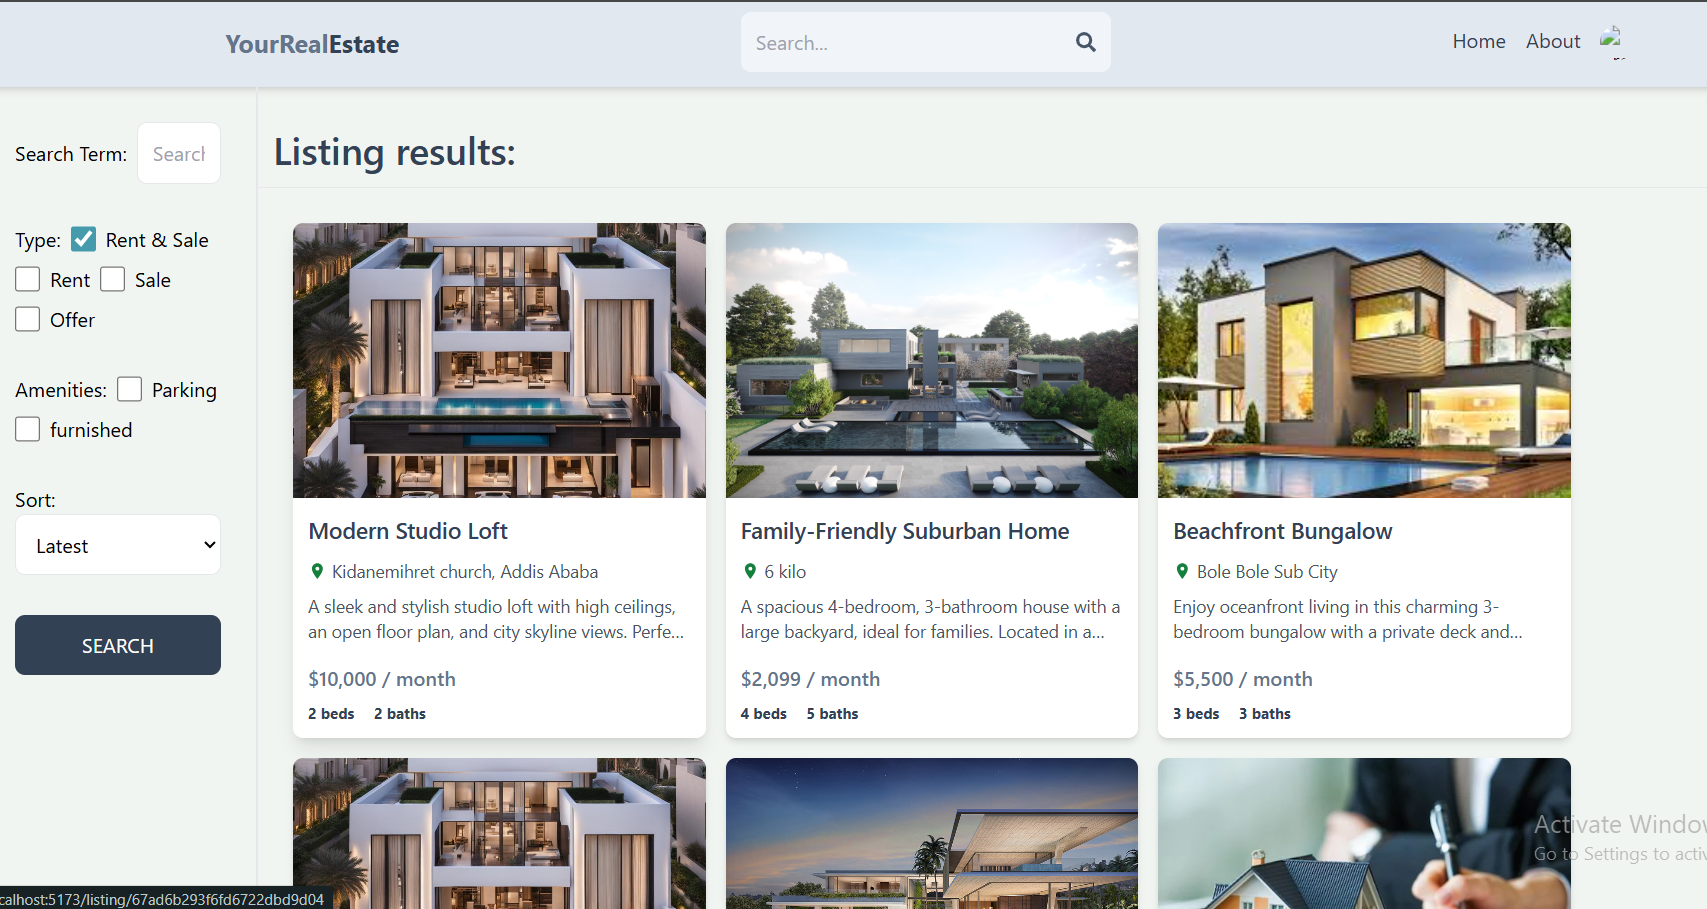 YourRealEstate
Search...
Home
About
Search Term:
Search
Type:
Rent & Sale
Rent
Sale
Offer
Amenities:
Parking
furnished
Sort:
Latest
SEARCH
Listing results:
Modern Studio Loft
Kidanemihret church, Addis Ababa
A sleek and stylish studio loft with high ceilings,
an open floor plan, and city skyline views. Perfe...
$10,000 / month
2 beds 2 baths
Family-Friendly Suburban Home
6 kilo
A spacious 4-bedroom, 3-bathroom house with a
large backyard, ideal for families. Located in a...
$2,099 / month
4 beds 5 baths
Beachfront Bungalow
Bole Bole Sub City
Enjoy oceanfront living in this charming 3-
bedroom bungalow with a private deck and...
$5,500 / month
3 beds 3 baths
Activate Window
Go to Settings to activ
calhost:5173/listing/67ad6b293f6fd6722dbd9d04